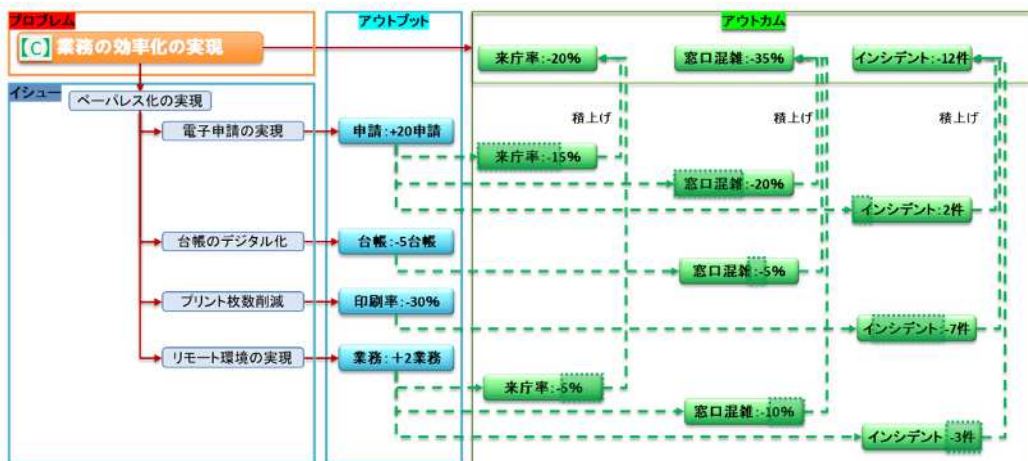 プロブレム
アウトプット
アウトカム
【C】業務の効率化の実現
来庁率:-20%
窓口混雑:-35%
インシデント:-12件
イシュー
ペーパレス化の実現
積上げ
積上げ
積上げ
電子申請の実現
申請:+20申請
来庁率:-15%
窓口混雑:-20%
インシデント:2件
台帳のデジタル化
台帳:-5台帳
窓口混雑:-5%
プリント枚数削減
印刷率:-30%
インシデント:-7件
リモート環境の実現
業務:＋2業務
来庁率:-5%
窓口混雑:-10%
インシデント -3件